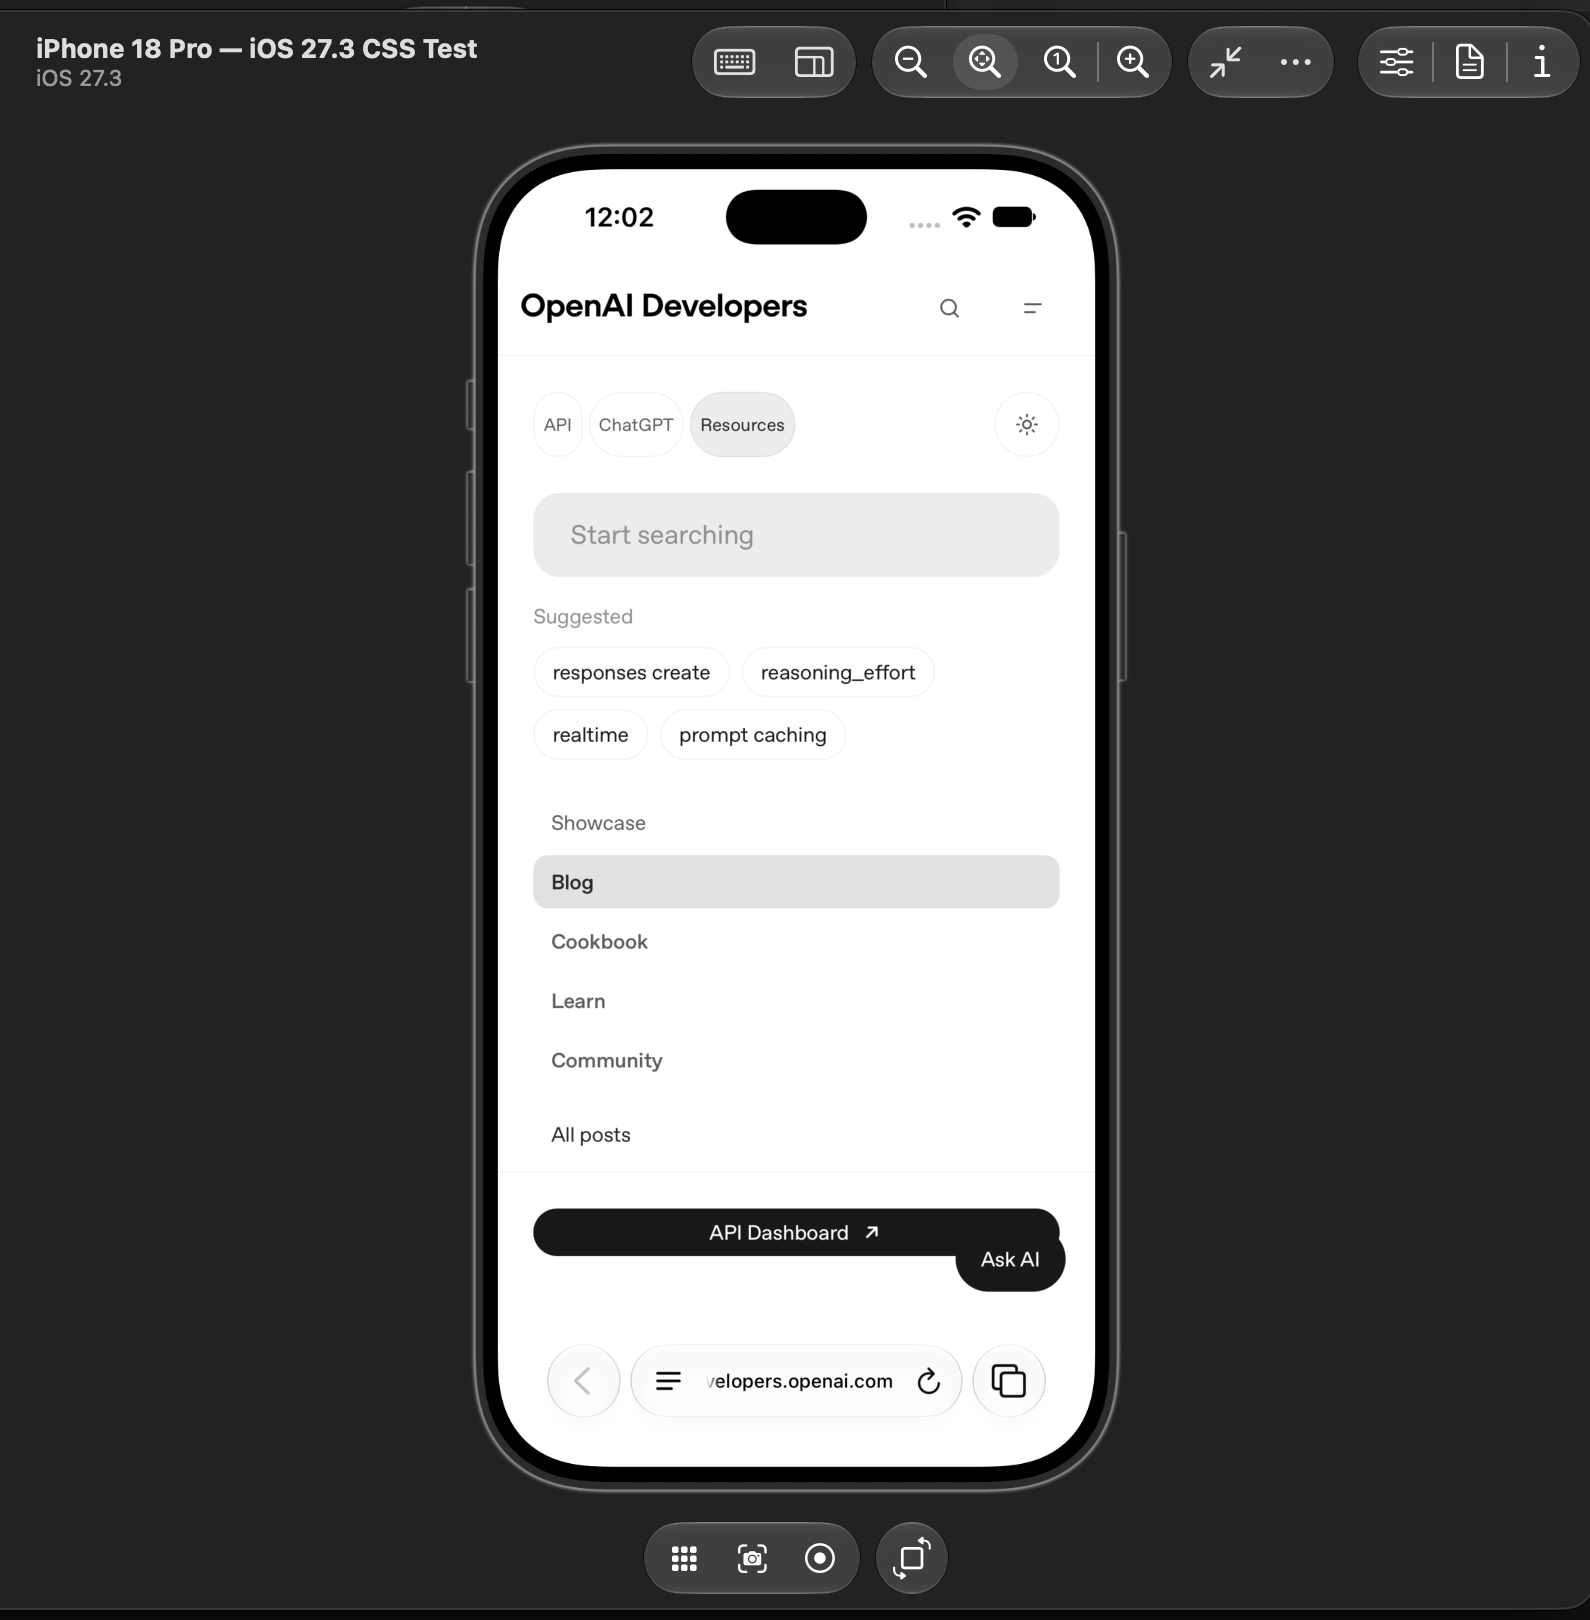 iPhone 18 Pro — iOS 27.3 CSS Test
iOS 27.3
12:02
OpenAI Developers
API ChatGPT Resources
Start searching
Suggested
responses create reasoning_effort
realtime prompt caching
Showcase
Blog
Cookbook
Learn
Community
All posts
API Dashboard
Ask AI
velopers.openai.com